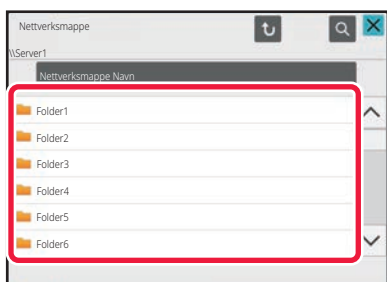 Nettverksmappe
\\Server1
Nettverksmappe Navn
Folder1
Folder2
Folder3
Folder4
Folder5
Folder6